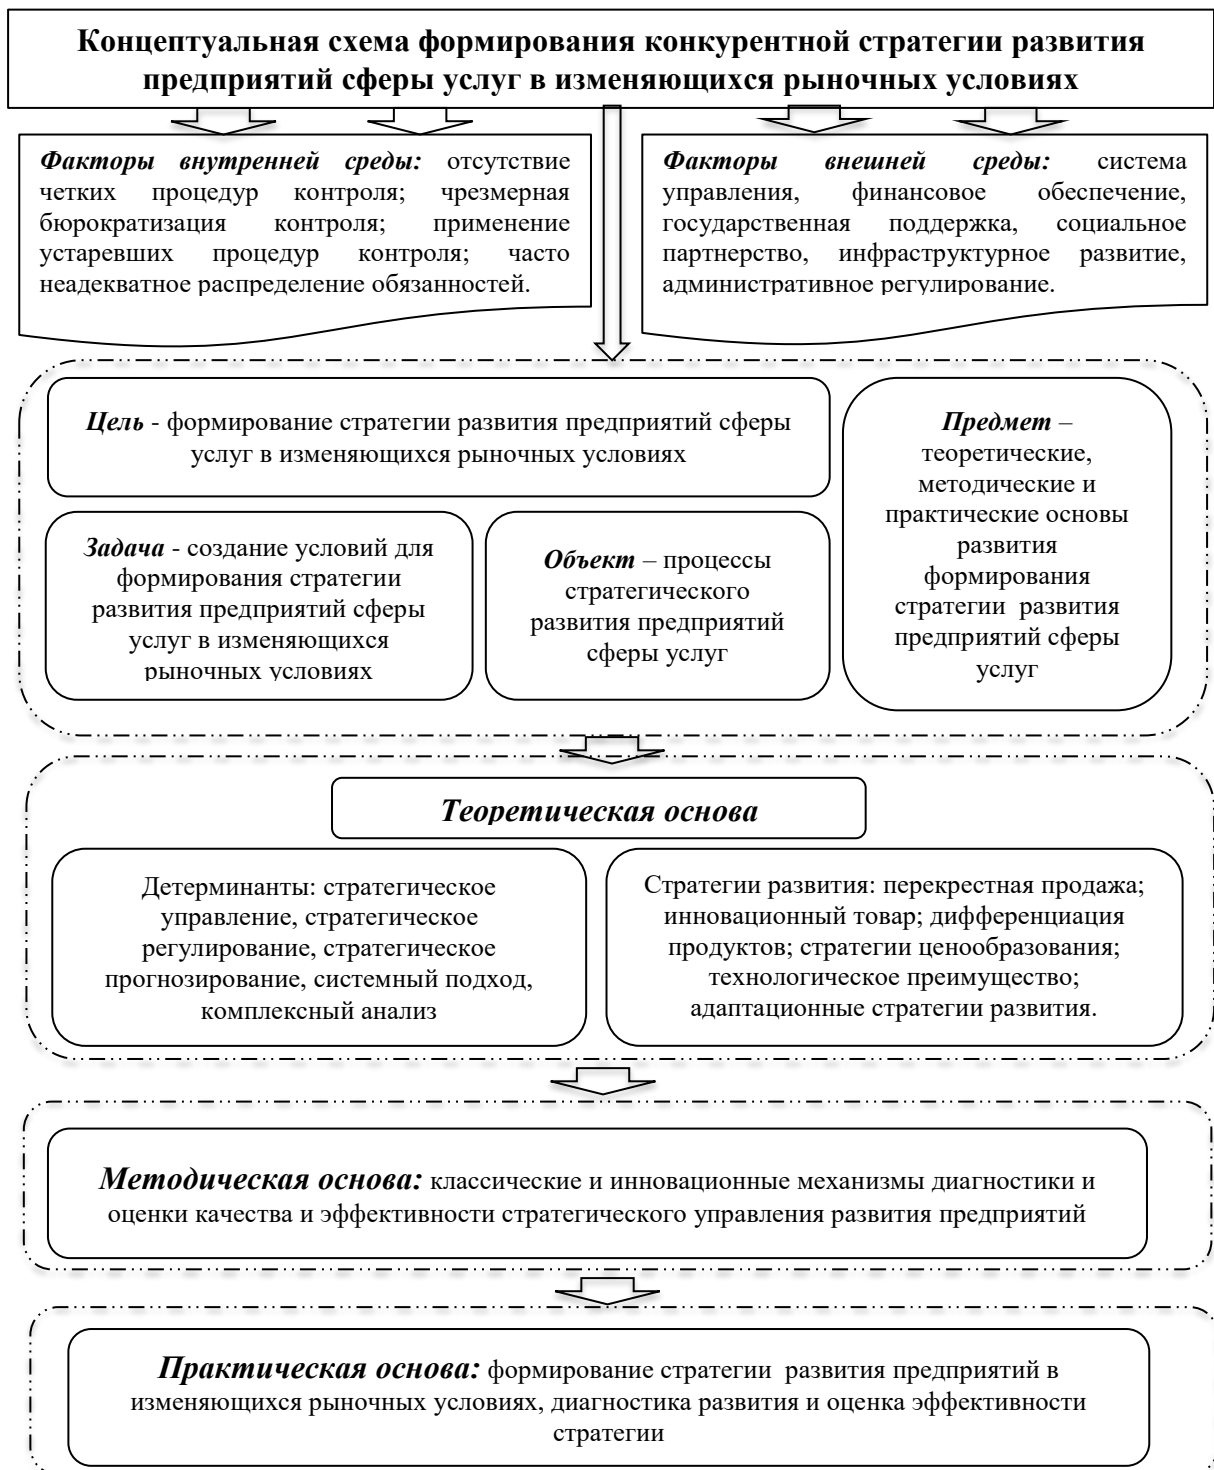 Концептуальная схема формирования конкурентной стратегии развития
предприятий сферы услуг в изменяющихся рыночных условиях
Факторы внутренней среды: отсутствие
четких процедур контроля; чрезмерная
бюрократизация контроля; применение
устаревших процедур контроля; часто
неадекватное распределение обязанностей.
Факторы внешней среды: система
управления, финансовое обеспечение,
государственная поддержка, социальное
партнерство, инфраструктурное развитие,
административное регулирование.
Цель - формирование стратегии развития предприятий сферы
услуг в изменяющихся рыночных условиях
Предмет –
теоретические,
методические и
практические основы
развития
формирования
стратегии развития
предприятий сферы
услуг
Задача - создание условий для
формирования стратегии
развития предприятий сферы
услуг в изменяющихся
рыночных условиях
Объект – процессы
стратегического
развития предприятий
сферы услуг
Теоретическая основа
Детерминанты: стратегическое
управление, стратегическое
регулирование, стратегическое
прогнозирование, системный подход,
комплексный анализ
Стратегии развития: перекрестная продажа;
инновационный товар; дифференциация
продуктов; стратегии ценообразования;
технологическое преимущество;
адаптационные стратегии развития.
Методическая основа: классические и инновационные механизмы диагностики и
оценки качества и эффективности стратегического управления развития предприятий
Практическая основа: формирование стратегии развития предприятий в
изменяющихся рыночных условиях, диагностика развития и оценка эффективности
стратегии